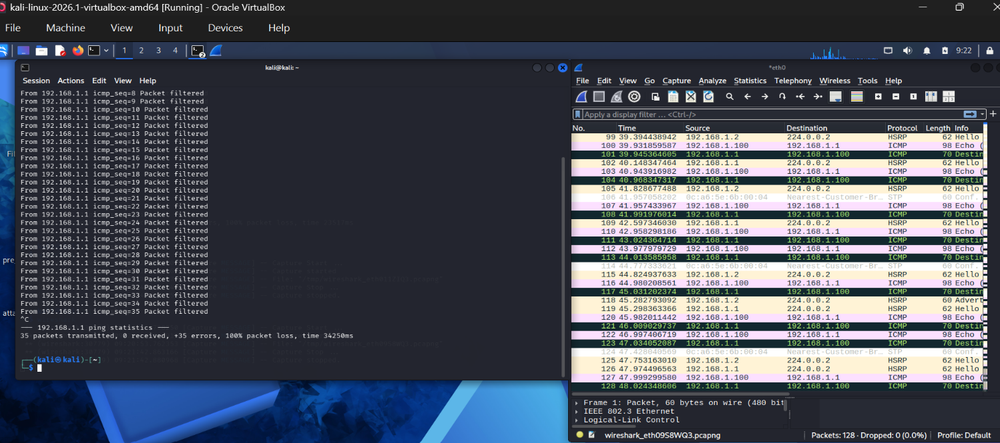 kali-linux-2026.1-virtualbox-amd64 [Running] - Oracle VirtualBox
File Machine View Input Devices Help
1 2 3 4 2 9:22
kali@kali: ~
Session Actions Edit View Help
From 192.168.1.1 icmp_seq=8 Packet filtered
From 192.168.1.1 icmp_seq=9 Packet filtered
From 192.168.1.1 icmp_seq=10 Packet filtered
From 192.168.1.1 icmp_seq=11 Packet filtered
From 192.168.1.1 icmp_seq=12 Packet filtered
From 192.168.1.1 icmp_seq=13 Packet filtered
From 192.168.1.1 icmp_seq=14 Packet filtered
From 192.168.1.1 icmp_seq=15 Packet filtered
From 192.168.1.1 icmp_seq=16 Packet filtered
From 192.168.1.1 icmp_seq=17 Packet filtered
From 192.168.1.1 icmp_seq=18 Packet filtered
From 192.168.1.1 icmp_seq=19 Packet filtered
From 192.168.1.1 icmp_seq=20 Packet filtered
From 192.168.1.1 icmp_seq=21 Packet filtered
From 192.168.1.1 icmp_seq=22 Packet filtered
From 192.168.1.1 icmp_seq=23 Packet filtered
From 192.168.1.1 icmp_seq=24 Packet filtered
From 192.168.1.1 icmp_seq=25 Packet filtered
From 192.168.1.1 icmp_seq=26 Packet filtered
From 192.168.1.1 icmp_seq=27 Packet filtered
From 192.168.1.1 icmp_seq=28 Packet filtered
From 192.168.1.1 icmp_seq=29 Packet filtered
From 192.168.1.1 icmp_seq=30 Packet filtered
From 192.168.1.1 icmp_seq=31 Packet filtered
From 192.168.1.1 icmp_seq=32 Packet filtered
From 192.168.1.1 icmp_seq=33 Packet filtered
From 192.168.1.1 icmp_seq=34 Packet filtered
From 192.168.1.1 icmp_seq=35 Packet filtered
^C
--- 192.168.1.1 ping statistics ---
35 packets transmitted, 0 received, +35 errors, 100% packet loss, time 34250ms
┌──(kali㉿kali)-[~]
└─$
Fil
pre_
atta
*eth0
File Edit View Go Capture Analyze Statistics Telephony Wireless Tools Help
Apply a display filter ... <Ctrl-/>
No. Time Source Destination Protocol Length Info
99 39.394438942 192.168.1.2 224.0.0.2 HSRP 62 Hello
100 39.931859587 192.168.1.100 192.168.1.1 ICMP 98 Echo (
101 39.945364605 192.168.1.1 192.168.1.100 ICMP 70 Destin
102 40.148347464 192.168.1.1 224.0.0.2 HSRP 62 Hello
103 40.943916982 192.168.1.100 192.168.1.1 ICMP 98 Echo (
104 40.968347317 192.168.1.1 192.168.1.100 ICMP 70 Destin
105 41.828677488 192.168.1.2 224.0.0.2 HSRP 62 Hello
106 41.957058202 0c:a6:5e:6b:00:04 Nearest-Customer-Br… STP 60 Conf.
107 41.957433967 192.168.1.100 192.168.1.1 ICMP 98 Echo (
108 41.991976014 192.168.1.1 192.168.1.100 ICMP 70 Destin
109 42.597346030 192.168.1.1 224.0.0.2 HSRP 62 Hello
110 42.958298186 192.168.1.100 192.168.1.1 ICMP 98 Echo (
111 43.024364714 192.168.1.1 192.168.1.100 ICMP 70 Destin
112 43.977979729 192.168.1.100 192.168.1.1 ICMP 98 Echo (
113 44.013585958 192.168.1.1 192.168.1.100 ICMP 70 Destin
114 44.777333621 0c:a6:5e:6b:00:04 Nearest-Customer-Br… STP 60 Conf.
115 44.824937633 192.168.1.2 224.0.0.2 HSRP 62 Hello
116 44.980208561 192.168.1.100 192.168.1.1 ICMP 98 Echo (
117 45.031202374 192.168.1.1 192.168.1.100 ICMP 70 Destin
118 45.282793092 192.168.1.2 224.0.0.2 HSRP 60 Advert
119 45.298363366 192.168.1.1 224.0.0.2 HSRP 62 Hello
120 45.982011442 192.168.1.100 192.168.1.1 ICMP 98 Echo (
121 46.009029737 192.168.1.1 192.168.1.100 ICMP 70 Destin
122 46.997406719 192.168.1.100 192.168.1.1 ICMP 98 Echo (
123 47.034052087 192.168.1.1 192.168.1.100 ICMP 70 Destin
124 47.428040569 0c:a6:5e:6b:00:04 Nearest-Customer-Br… STP 60 Conf.
125 47.753163010 192.168.1.2 224.0.0.2 HSRP 62 Hello
126 47.974496563 192.168.1.1 224.0.0.2 HSRP 62 Hello
127 47.999299580 192.168.1.100 192.168.1.1 ICMP 98 Echo (
128 48.024348606 192.168.1.1 192.168.1.100 ICMP 70 Destin
Frame 1: Packet, 60 bytes on wire (480 bit
IEEE 802.3 Ethernet
Logical-Link Control
wireshark_eth09S8WQ3.pcapng Packets: 128 · Dropped: 0 (0.0%) Profile: Default